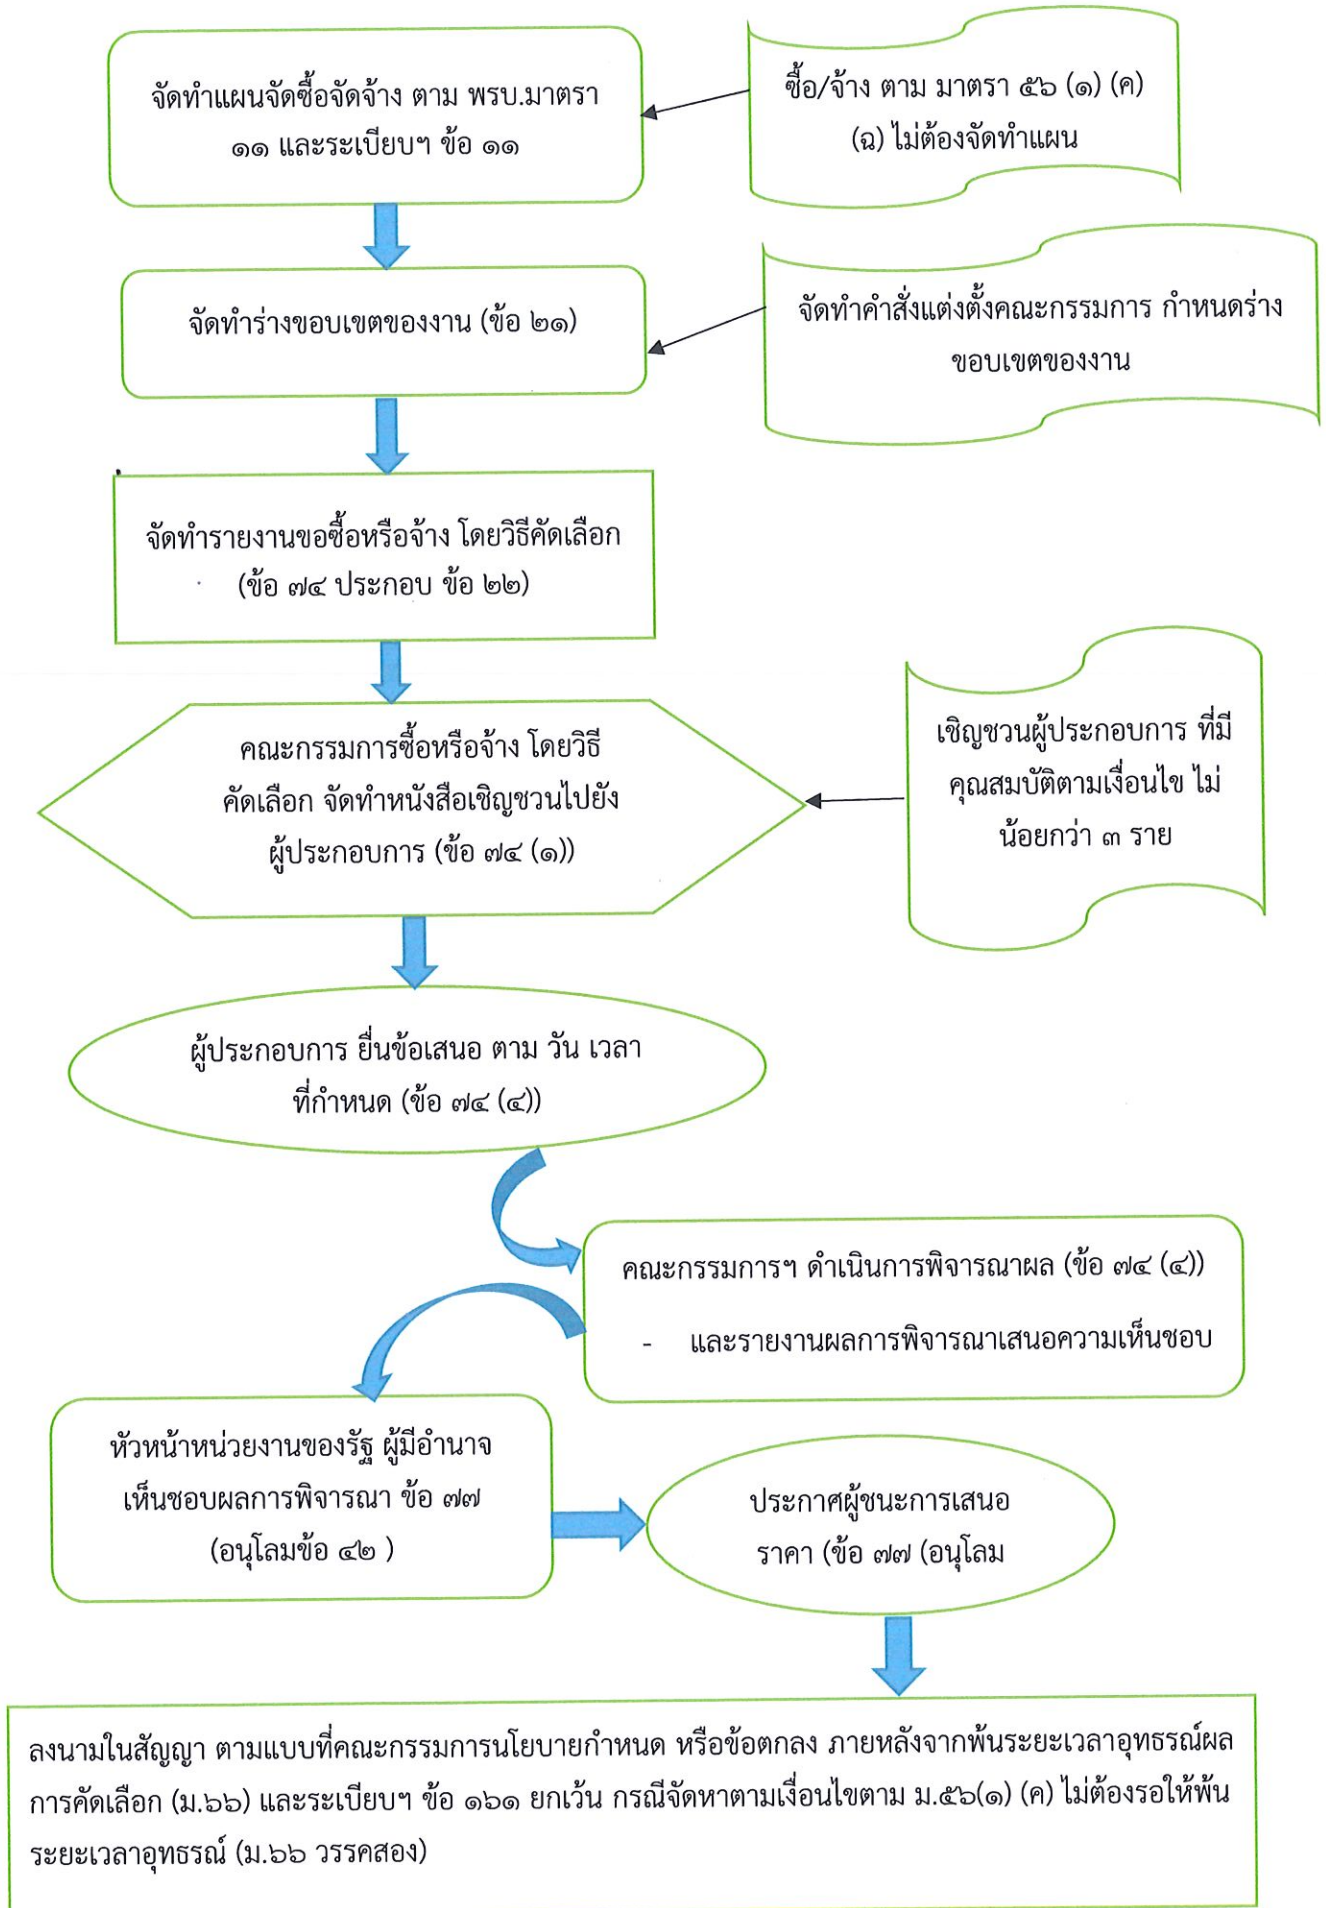 จัดทำแผนจัดซื้อจัดจ้าง ตาม พรบ.มาตรา
๑๑ และระเบียบฯ ข้อ ๑๑
ซื้อ/จ้าง ตาม มาตรา ๕๖ (๑) (ค)
(ฉ) ไม่ต้องจัดทำแผน
จัดทำร่างขอบเขตของงาน (ข้อ ๒๑)
จัดทำคำสั่งแต่งตั้งคณะกรรมการ กำหนดร่าง
ขอบเขตของงาน
จัดทำรายงานขอซื้อหรือจ้าง โดยวิธีคัดเลือก
(ข้อ ๗๔ ประกอบ ข้อ ๒๒)
คณะกรรมการซื้อหรือจ้าง โดยวิธี
คัดเลือก จัดทำหนังสือเชิญชวนไปยัง
ผู้ประกอบการ (ข้อ ๗๔ (๑))
เชิญชวนผู้ประกอบการ ที่มี
คุณสมบัติตามเงื่อนไข ไม่
น้อยกว่า ๓ ราย
ผู้ประกอบการ ยื่นข้อเสนอ ตาม วัน เวลา
ที่กำหนด (ข้อ ๗๔ (๔))
คณะกรรมการฯ ดำเนินการพิจารณาผล (ข้อ ๗๔ (๔))
- และรายงานผลการพิจารณาเสนอความเห็นชอบ
หัวหน้าหน่วยงานของรัฐ ผู้มีอำนาจ
เห็นชอบผลการพิจารณา ข้อ ๗๗
(อนุโลมข้อ ๔๒ )
ประกาศผู้ชนะการเสนอ
ราคา (ข้อ ๗๗ (อนุโลม
ลงนามในสัญญา ตามแบบที่คณะกรรมการนโยบายกำหนด หรือข้อตกลง ภายหลังจากพ้นระยะเวลาอุทธรณ์ผล
การคัดเลือก (ม.๖๖) และระเบียบฯ ข้อ ๑๖๑ ยกเว้น กรณีจัดหาตามเงื่อนไขตาม ม.๕๖(๑) (ค) ไม่ต้องรอให้พ้น
ระยะเวลาอุทธรณ์ (ม.๖๖ วรรคสอง)